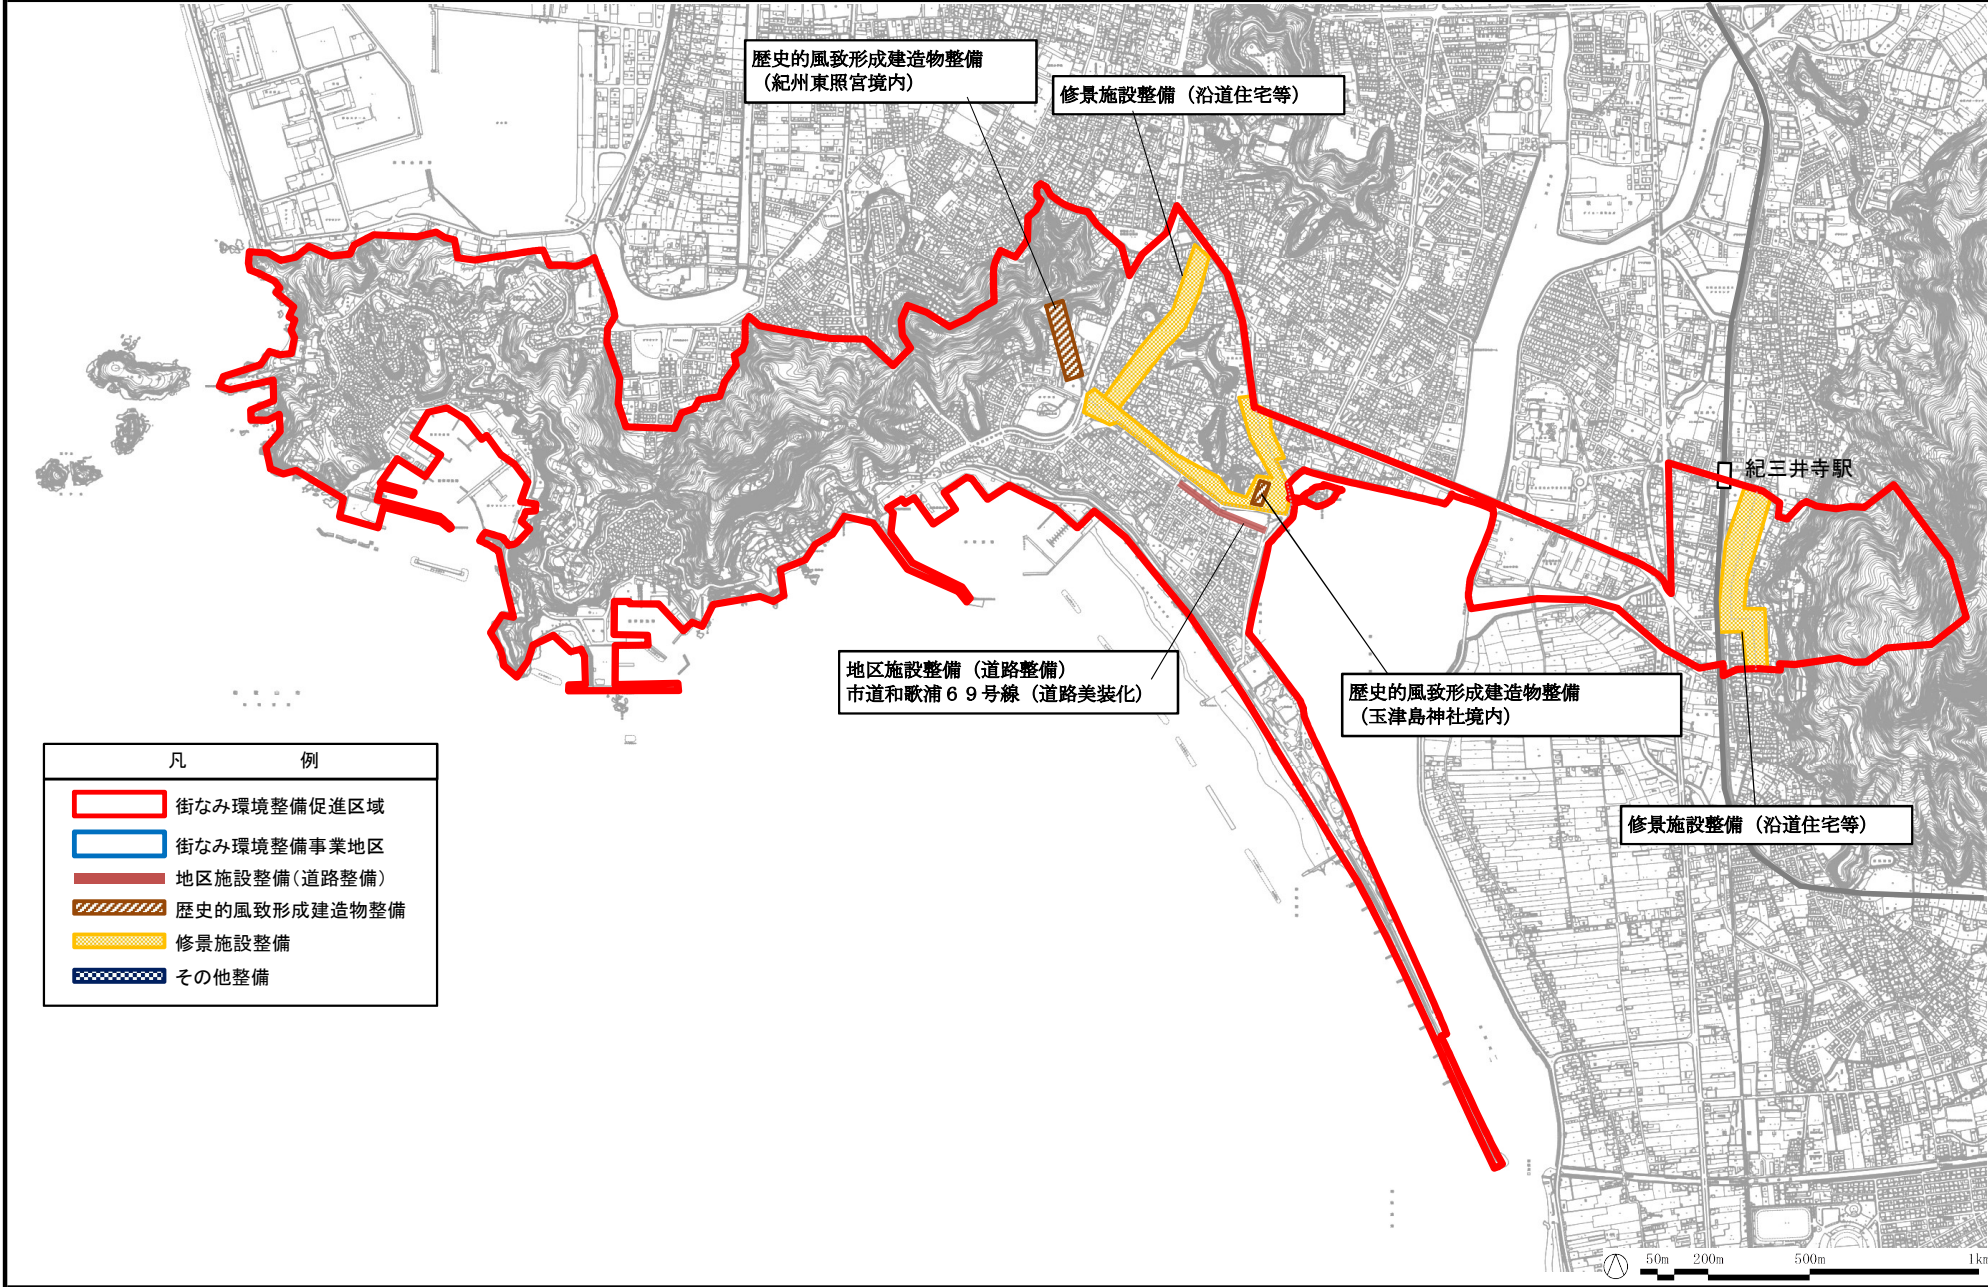 歴史的風致形成建造物整備
(紀州東照宮境内)
修景施設整備（沿道住宅等）
紀三井寺駅
地区施設整備（道路整備）
市道和歌浦６９号線（道路美装化）
歴史的風致形成建造物整備
（玉津島神社境内）
修景施設整備（沿道住宅等）
凡　例
街なみ環境整備促進区域
街なみ環境整備事業地区
地区施設整備（道路整備）
歴史的風致形成建造物整備
修景施設整備
その他整備
50m 200m 500m 1km